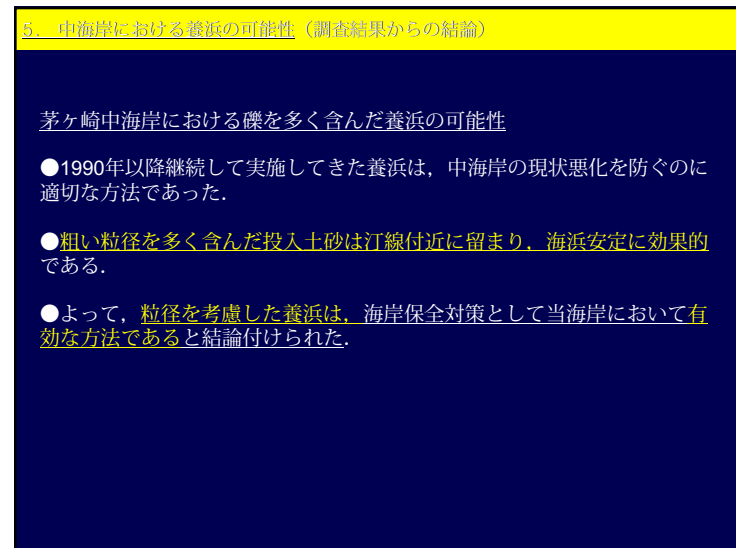 5. 中海岸における養浜の可能性（調査結果からの結論）
茅ヶ崎中海岸における礫を多く含んだ養浜の可能性
●1990年以降継続して実施してきた養浜は，中海岸の現状悪化を防ぐのに
適切な方法であった．
●粗い粒径を多く含んだ投入土砂は汀線付近に留まり，海浜安定に効果的
である．
●よって，粒径を考慮した養浜は，海岸保全対策として当海岸において有
効な方法であると結論付けられた．